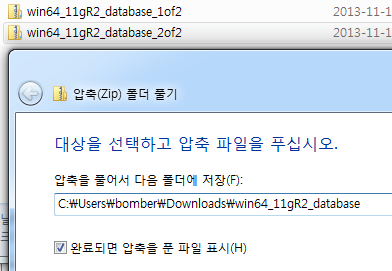 win64_11gR2_database_1of2 2013-11-1
win64_11gR2_database_2of2 2013-11-1
압축(Zip) 폴더 풀기
대상을 선택하고 압축 파일을 푸십시오.
압축을 풀어서 다음 폴더에 저장(F):
C:₩Users₩bomber₩Downloads₩win64_11gR2_database
완료되면 압축을 푼 파일 표시(H)